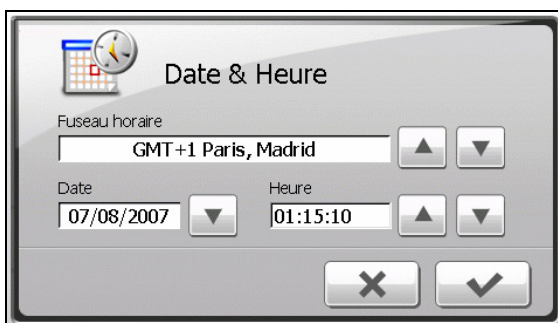 Date & Heure
Fuseau horaire
GMT+1 Paris, Madrid
Date
Heure
07/08/2007
01:15:10